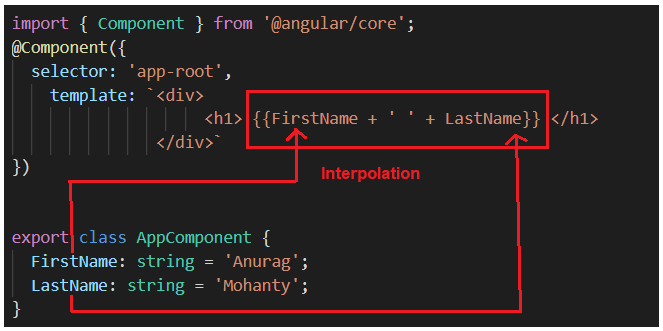 import { Component } from '@angular/core';
@Component({
selector: 'app-root',
template: `<div>
<h1> {{FirstName + ' ' + LastName}} </h1>
</div>`
})
Interpolation
export class AppComponent {
FirstName: string = 'Anurag';
LastName: string = 'Mohanty';
}